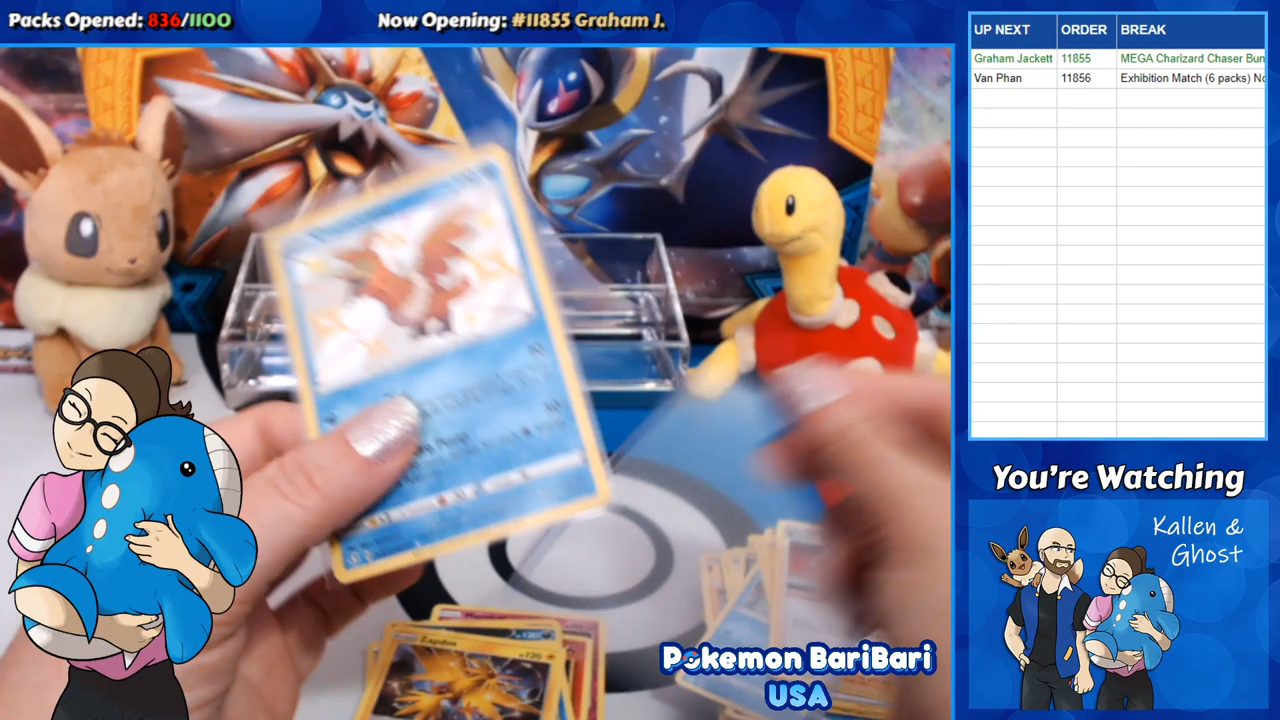 Packs Opened: 836/1100
Now Opening: #11855 Graham J.
UP NEXT ORDER BREAK
Graham Jackett 11855 MEGA Charizard Chaser Bun
Van Phan 11856 Exhibition Match (6 packs) No
You're Watching
Kallen &
Ghost
Zapdos
120
Pokemon BariBari
USA